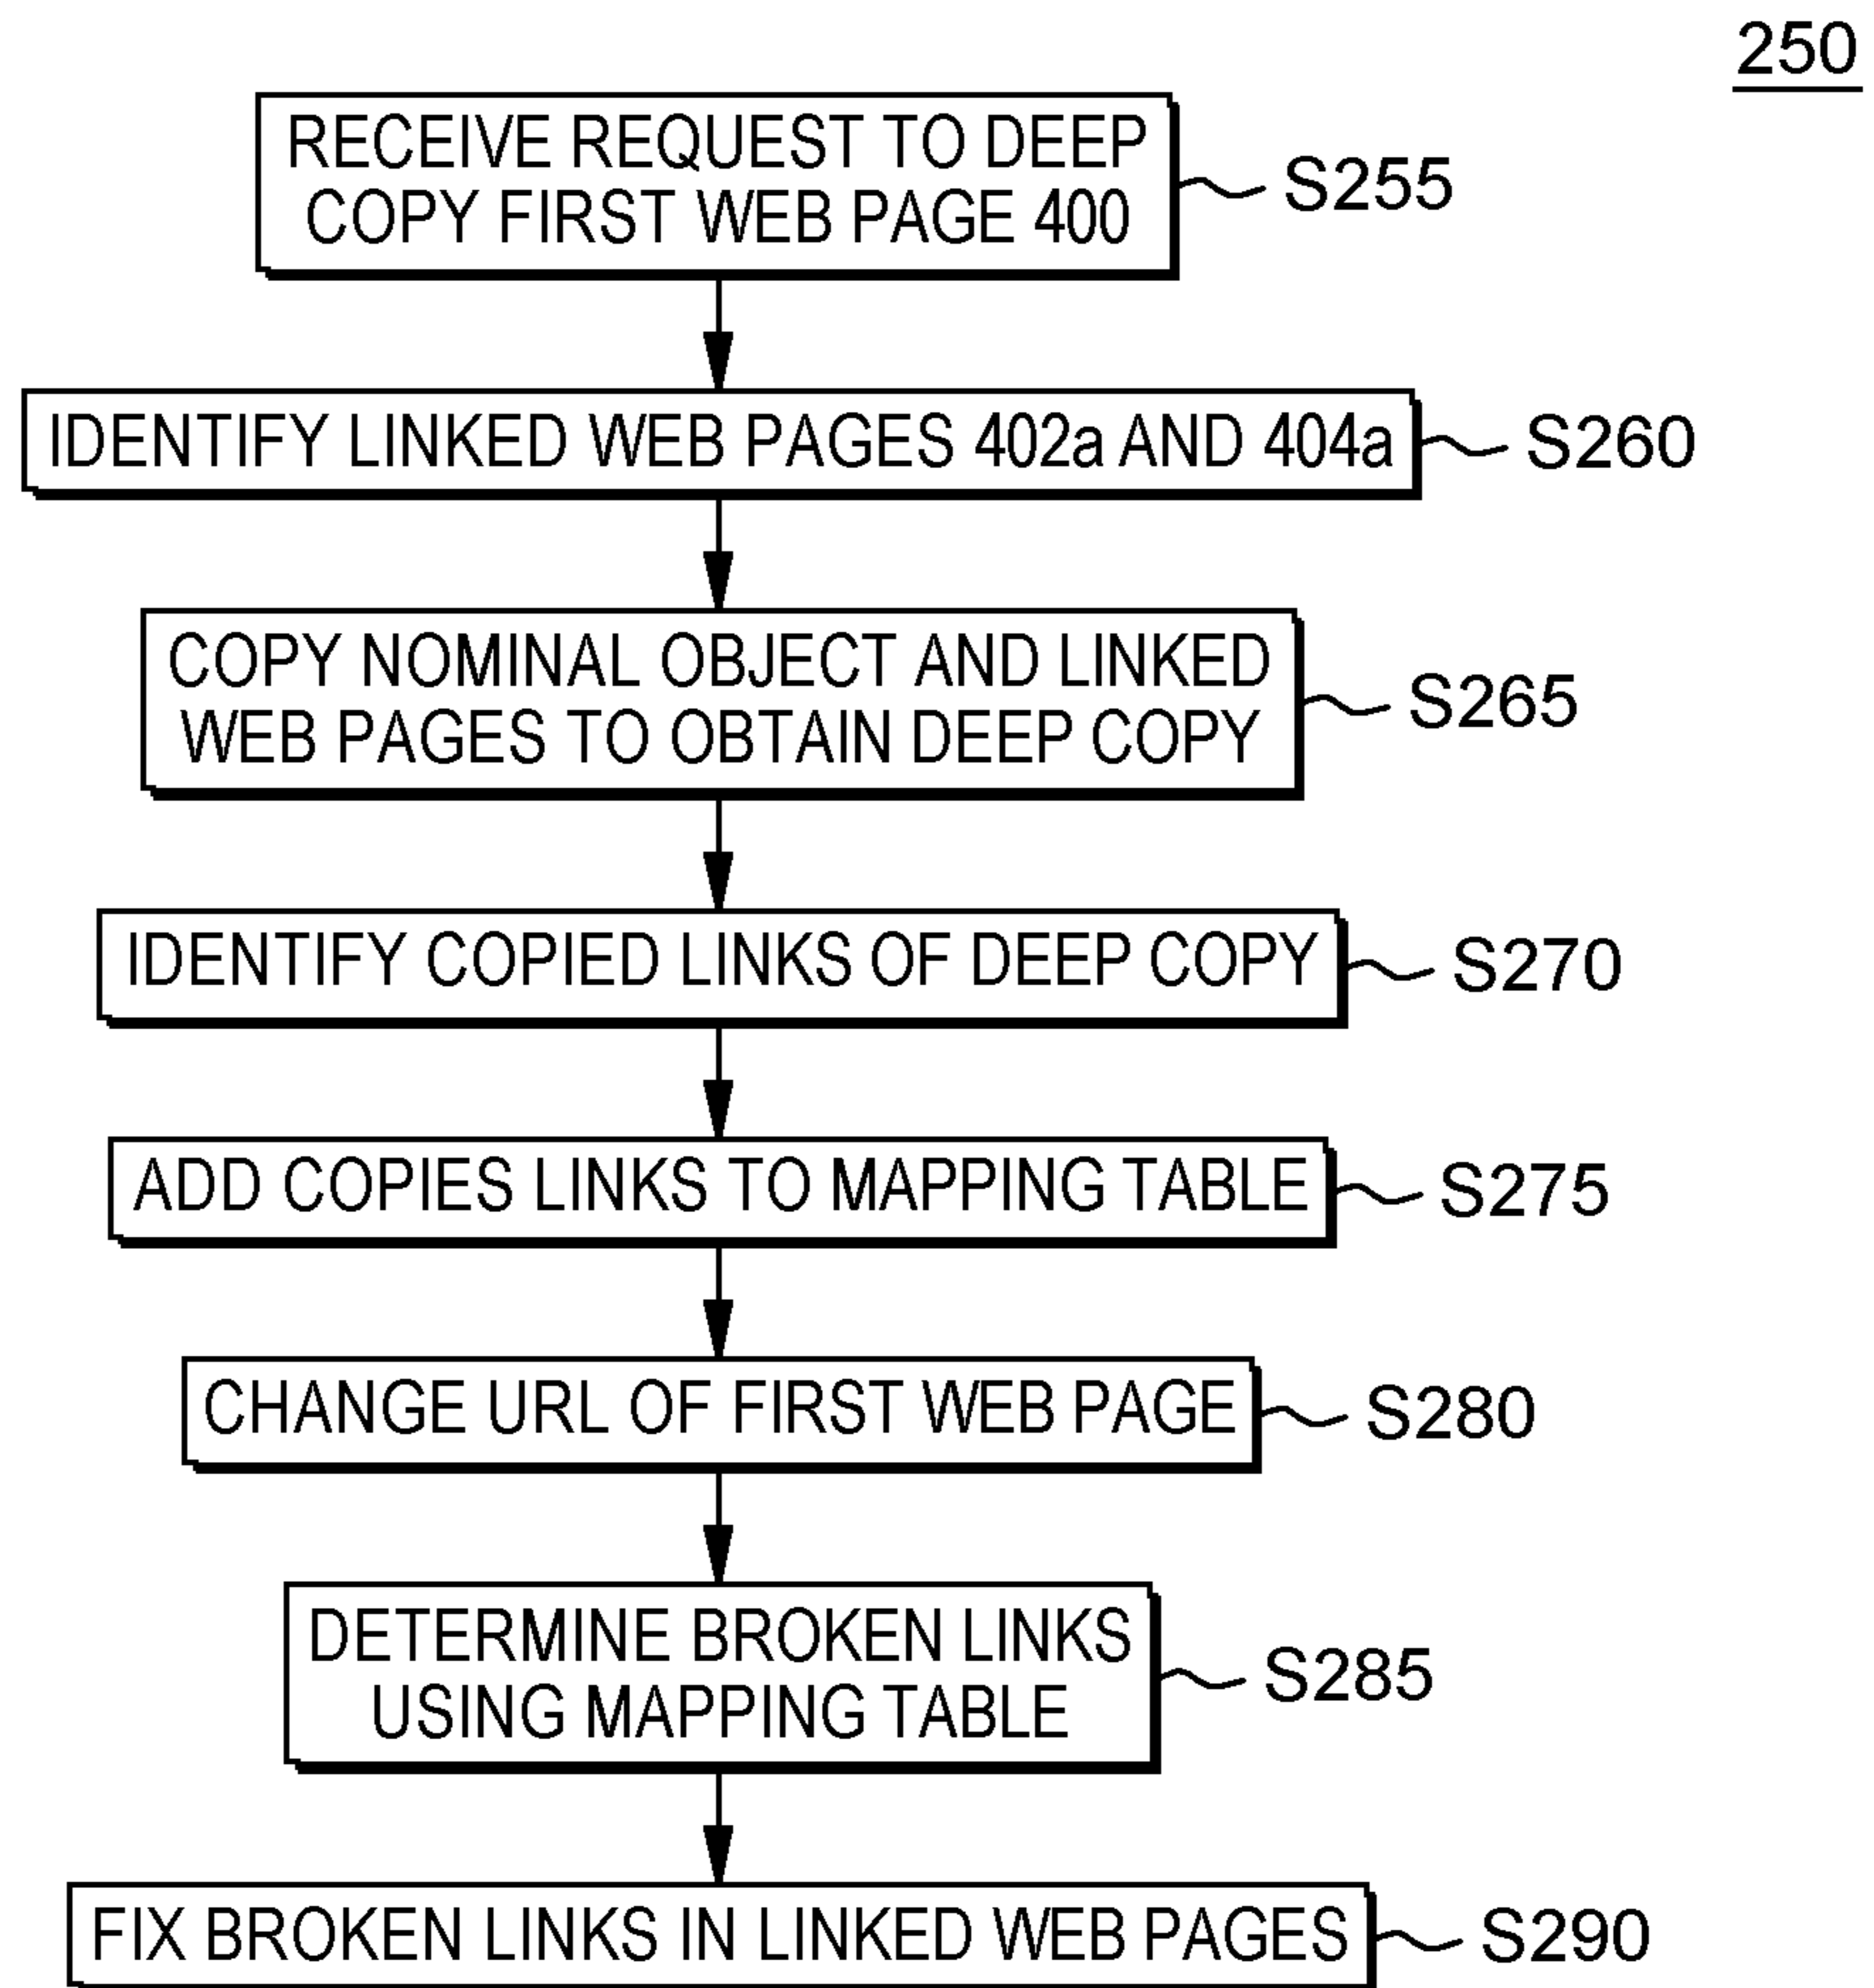 250
RECEIVE REQUEST TO DEEP
COPY FIRST WEB PAGE 400
S255
IDENTIFY LINKED WEB PAGES 402a AND 404a
S260
COPY NOMINAL OBJECT AND LINKED
WEB PAGES TO OBTAIN DEEP COPY
S265
IDENTIFY COPIED LINKS OF DEEP COPY
S270
ADD COPIES LINKS TO MAPPING TABLE
S275
CHANGE URL OF FIRST WEB PAGE
S280
DETERMINE BROKEN LINKS
USING MAPPING TABLE
S285
FIX BROKEN LINKS IN LINKED WEB PAGES
S290